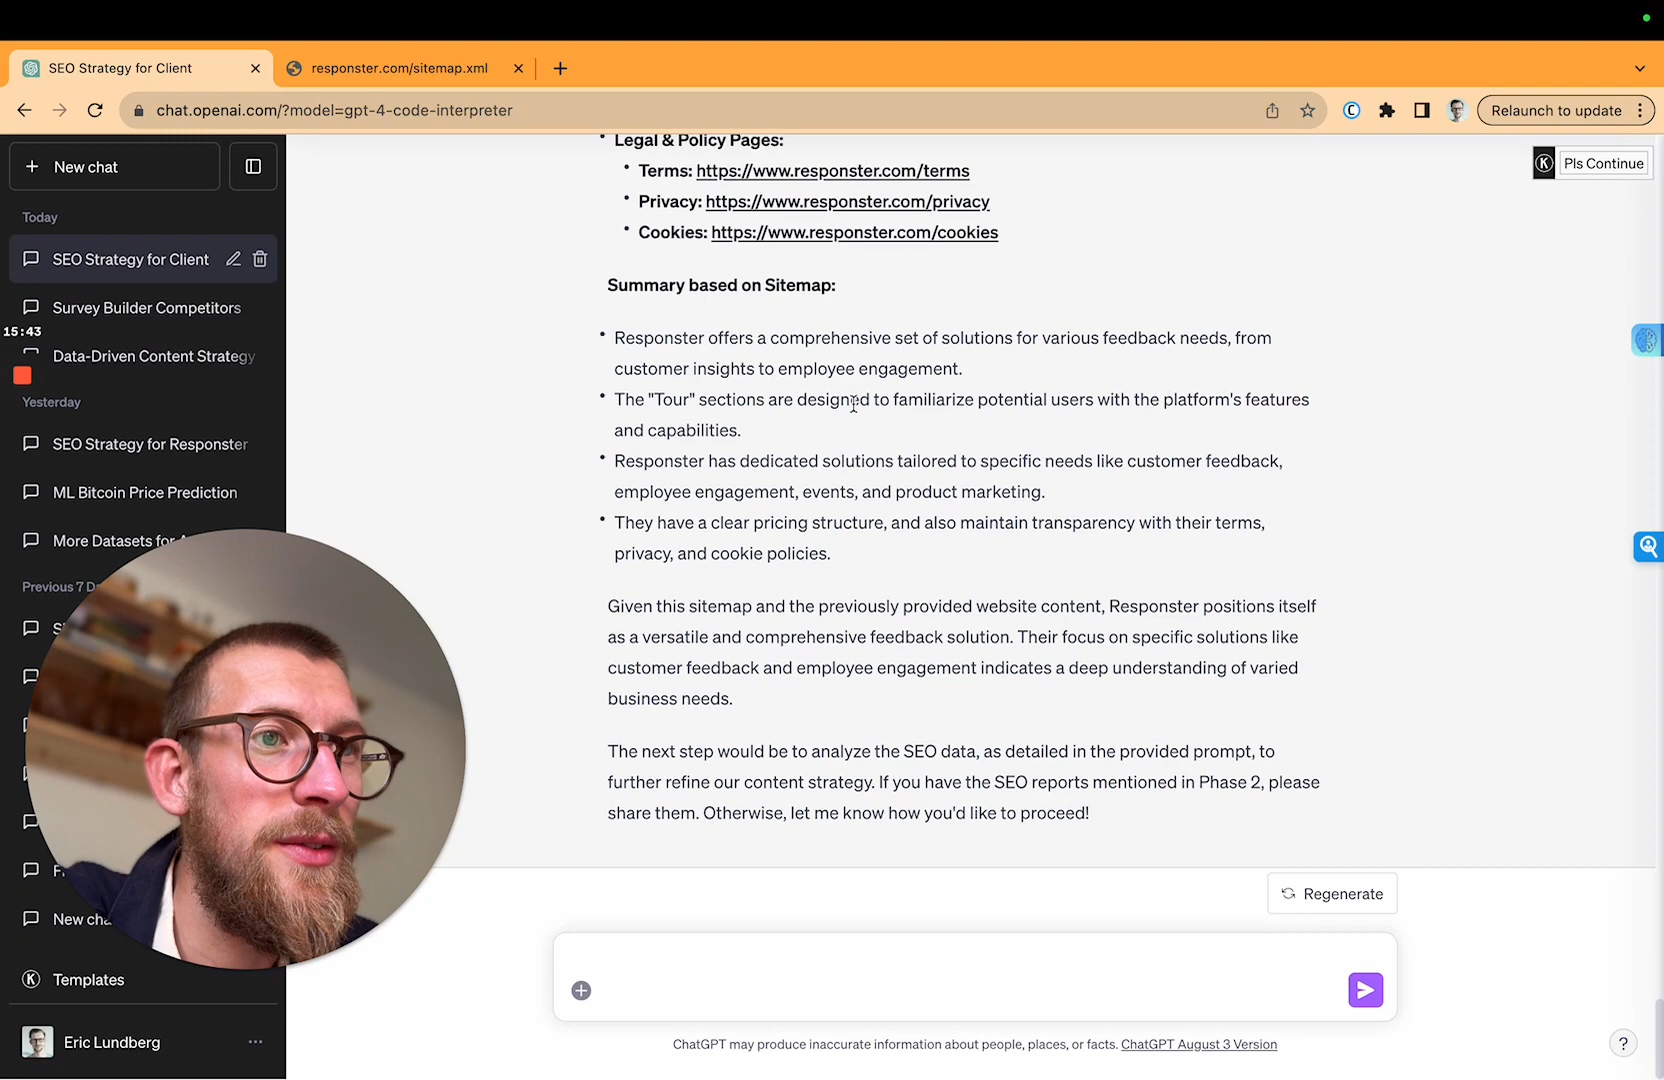 SEO Strategy for Client
responster.com/sitemap.xml
chat.openai.com/?model=gpt-4-code-interpreter
Relaunch to update
New chat
Today
SEO Strategy for Client
Survey Builder Competitors
15:43
Data-Driven Content Strategy
Yesterday
SEO Strategy for Responster
ML Bitcoin Price Prediction
More Datasets for
Previous 7 D
New cha
Templates
Eric Lundberg
Pls Continue
Legal & Policy Pages:
Terms: https://www.responster.com/terms
Privacy: https://www.responster.com/privacy
Cookies: https://www.responster.com/cookies
Summary based on Sitemap:
Responster offers a comprehensive set of solutions for various feedback needs, from
customer insights to employee engagement.
The "Tour" sections are designed to familiarize potential users with the platform's features
and capabilities.
Responster has dedicated solutions tailored to specific needs like customer feedback,
employee engagement, events, and product marketing.
They have a clear pricing structure, and also maintain transparency with their terms,
privacy, and cookie policies.
Given this sitemap and the previously provided website content, Responster positions itself
as a versatile and comprehensive feedback solution. Their focus on specific solutions like
customer feedback and employee engagement indicates a deep understanding of varied
business needs.
The next step would be to analyze the SEO data, as detailed in the provided prompt, to
further refine our content strategy. If you have the SEO reports mentioned in Phase 2, please
share them. Otherwise, let me know how you'd like to proceed!
Regenerate
ChatGPT may produce inaccurate information about people, places, or facts. ChatGPT August 3 Version